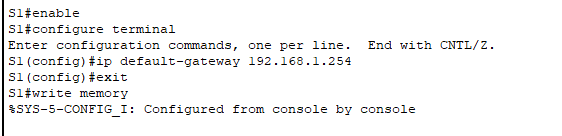 S1#enable
S1#configure terminal
Enter configuration commands, one per line.  End with CNTL/Z.
S1(config)#ip default-gateway 192.168.1.254
S1(config)#exit
S1#write memory
%SYS-5-CONFIG_I: Configured from console by console